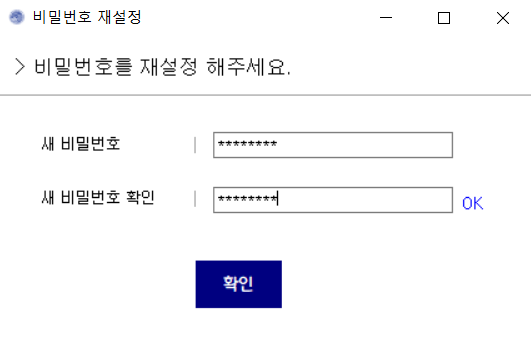 비밀번호 재설정
> 비밀번호를 재설정 해주세요.
새 비밀번호 | ********
새 비밀번호 확인 | ******** OK
확인